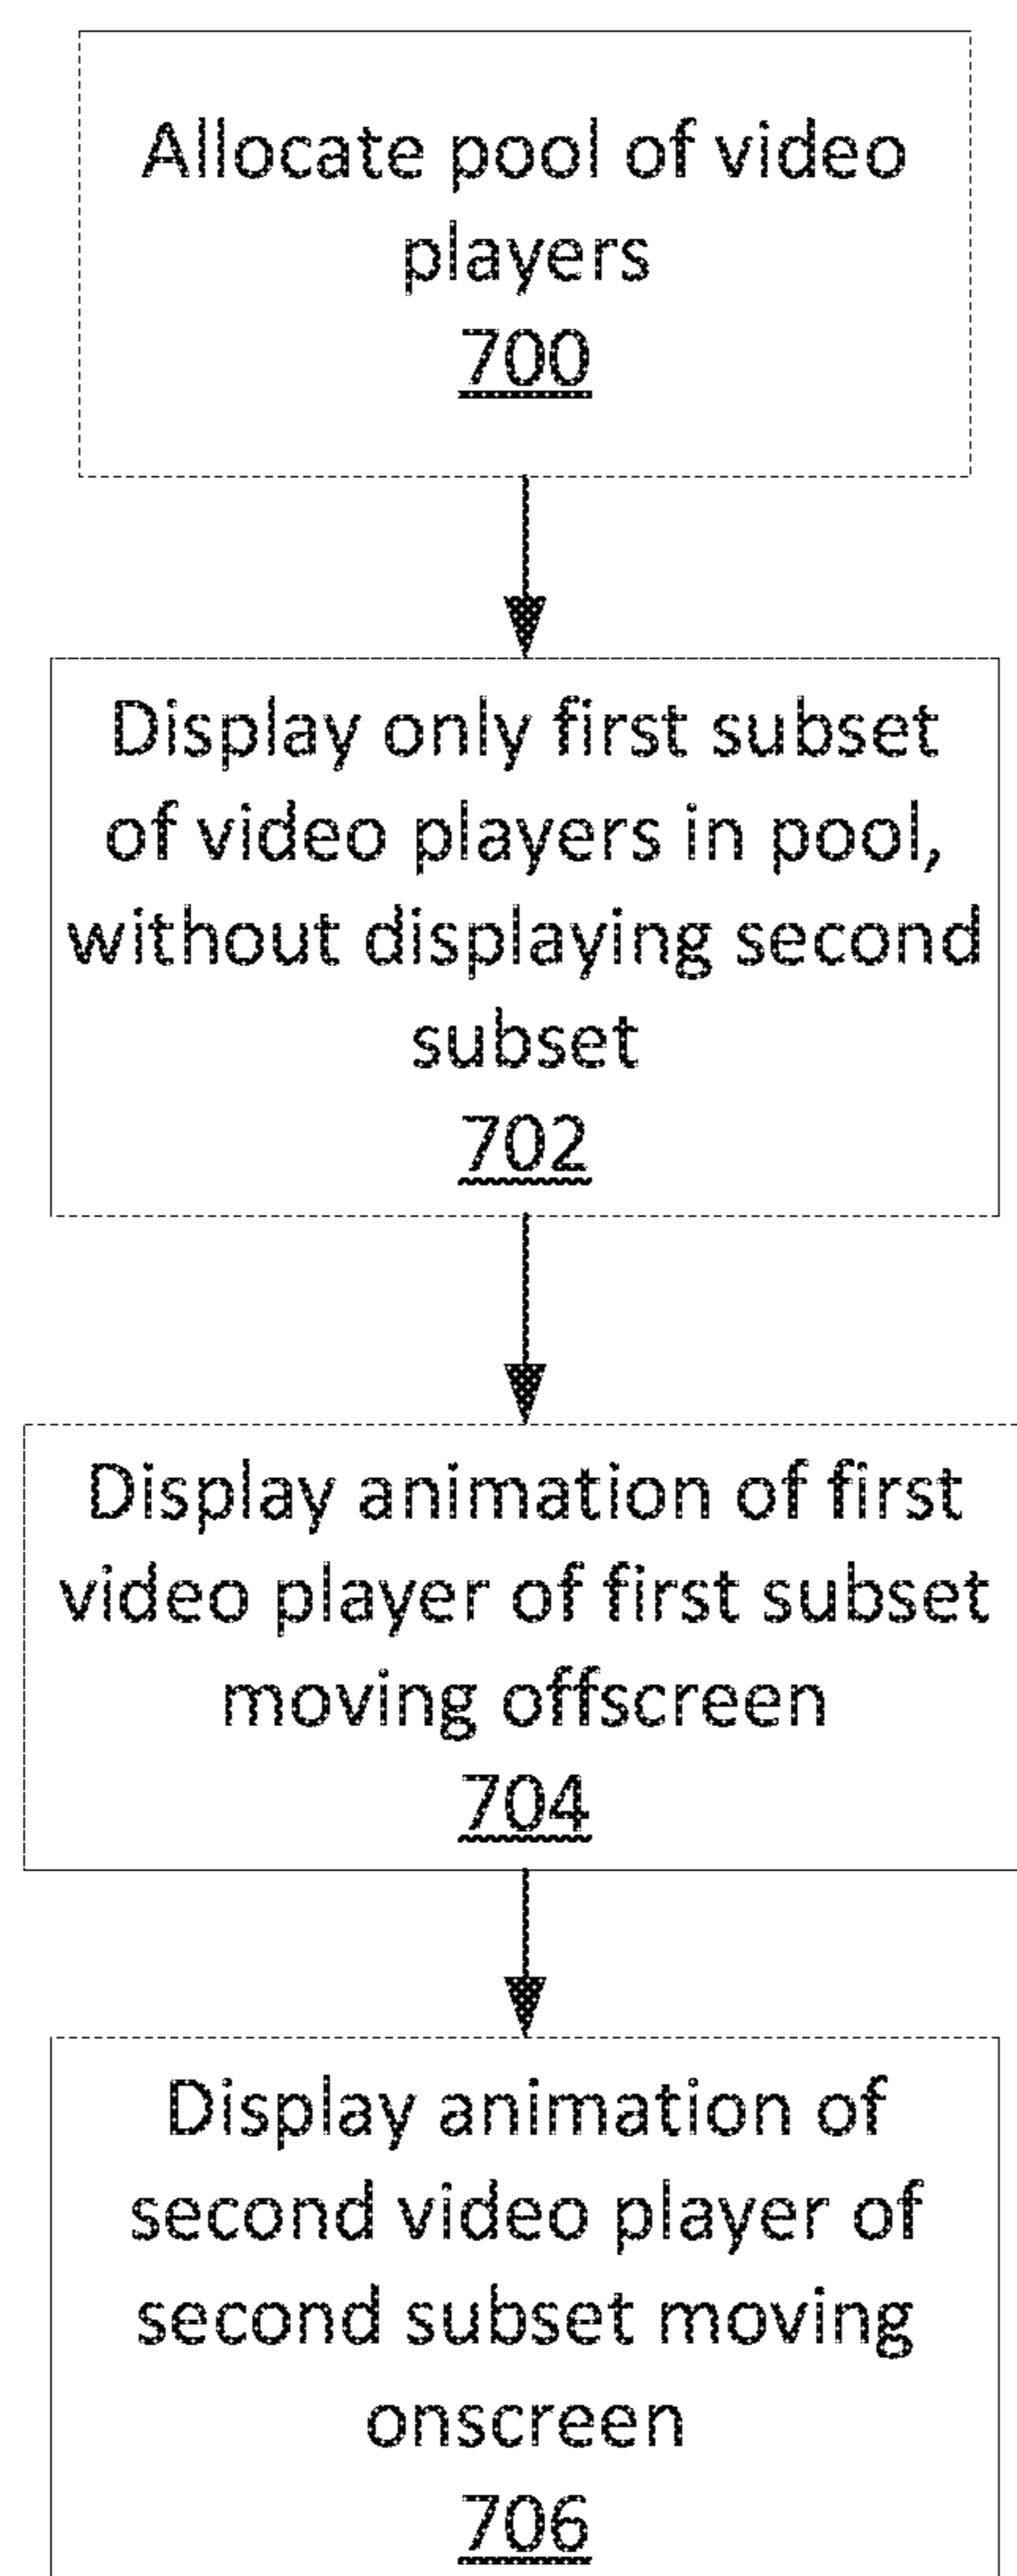 Allocate pool of video
players
700
Display only first subset
of video players in pool,
without displaying second
subset
702
Display animation of first
video player of first subset
moving offscreen
704
Display animation of
second video player of
second subset moving
onscreen
706